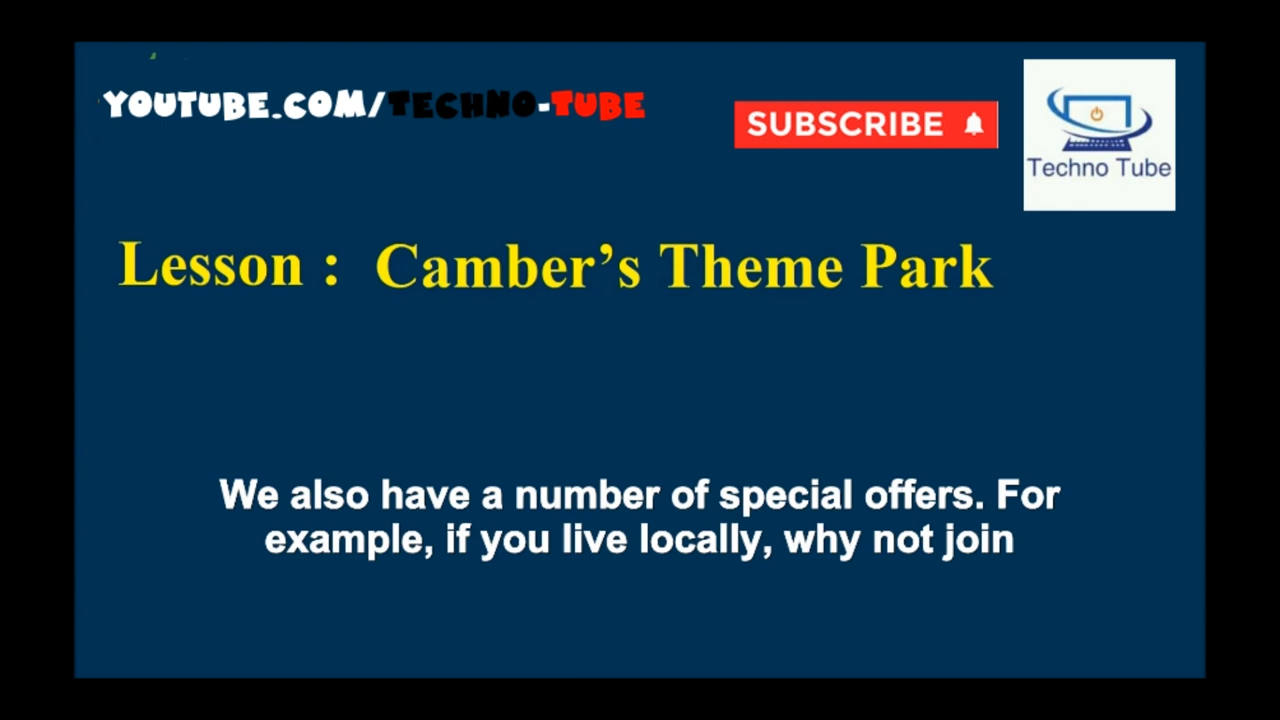 YOUTUBE.COM/TECHNO-TUBE
SUBSCRIBE
Techno Tube
Lesson : Camber’s Theme Park
We also have a number of special offers. For
example, if you live locally, why not join